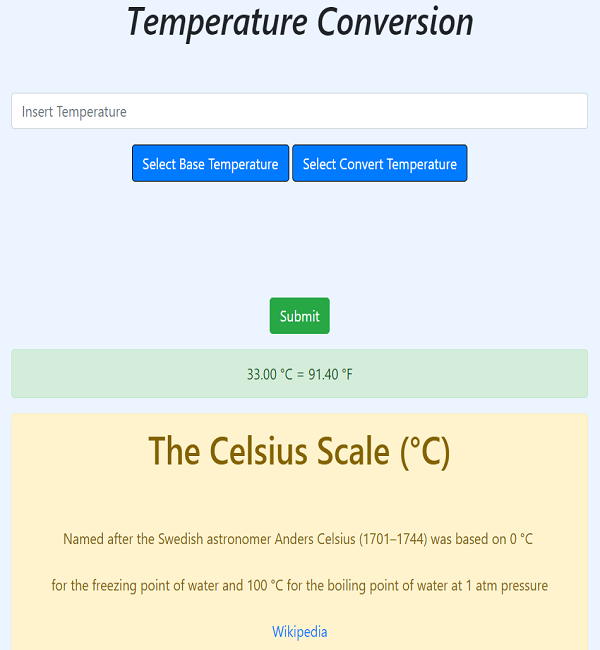 Temperature Conversion
Insert Temperature
Select Base Temperature Select Convert Temperature
Submit
33.00 °C = 91.40 °F
The Celsius Scale (°C)
Named after the Swedish astronomer Anders Celsius (1701–1744) was based on 0 °C
for the freezing point of water and 100 °C for the boiling point of water at 1 atm pressure
Wikipedia